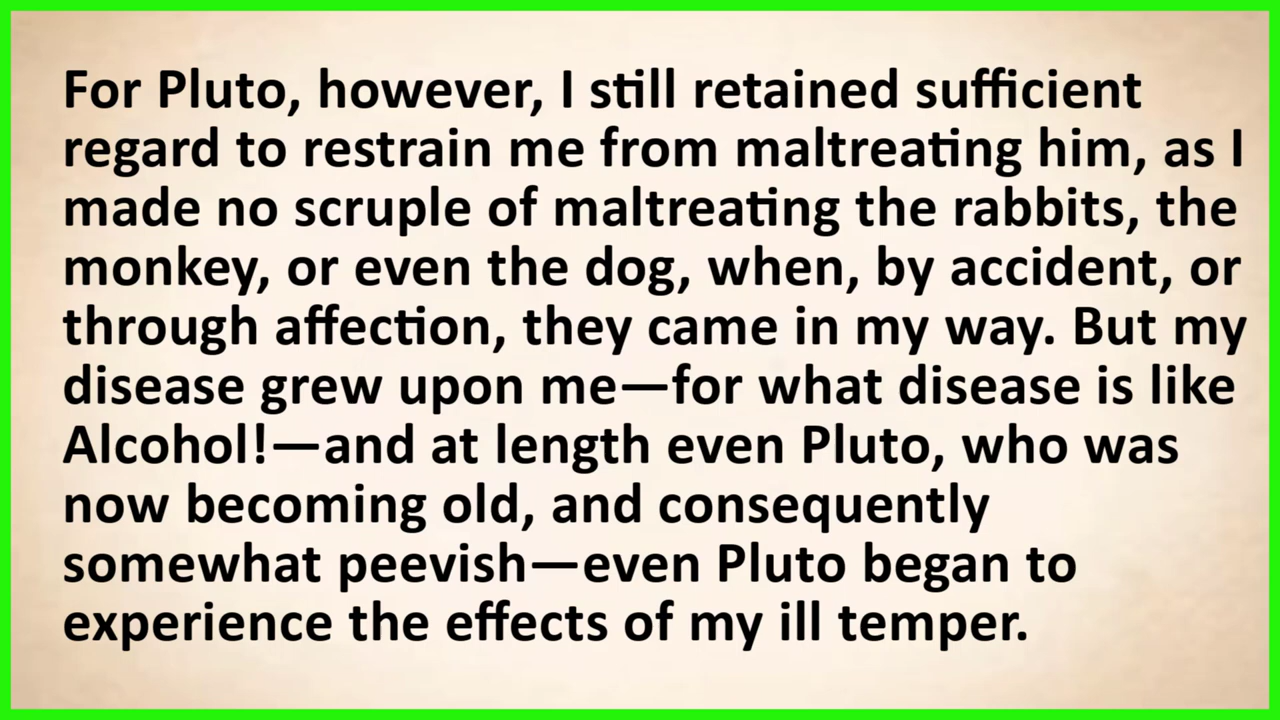 For Pluto, however, I still retained sufficient
regard to restrain me from maltreating him, as I
made no scruple of maltreating the rabbits, the
monkey, or even the dog, when, by accident, or
through affection, they came in my way. But my
disease grew upon me—for what disease is like
Alcohol!—and at length even Pluto, who was
now becoming old, and consequently
somewhat peevish—even Pluto began to
experience the effects of my ill temper.